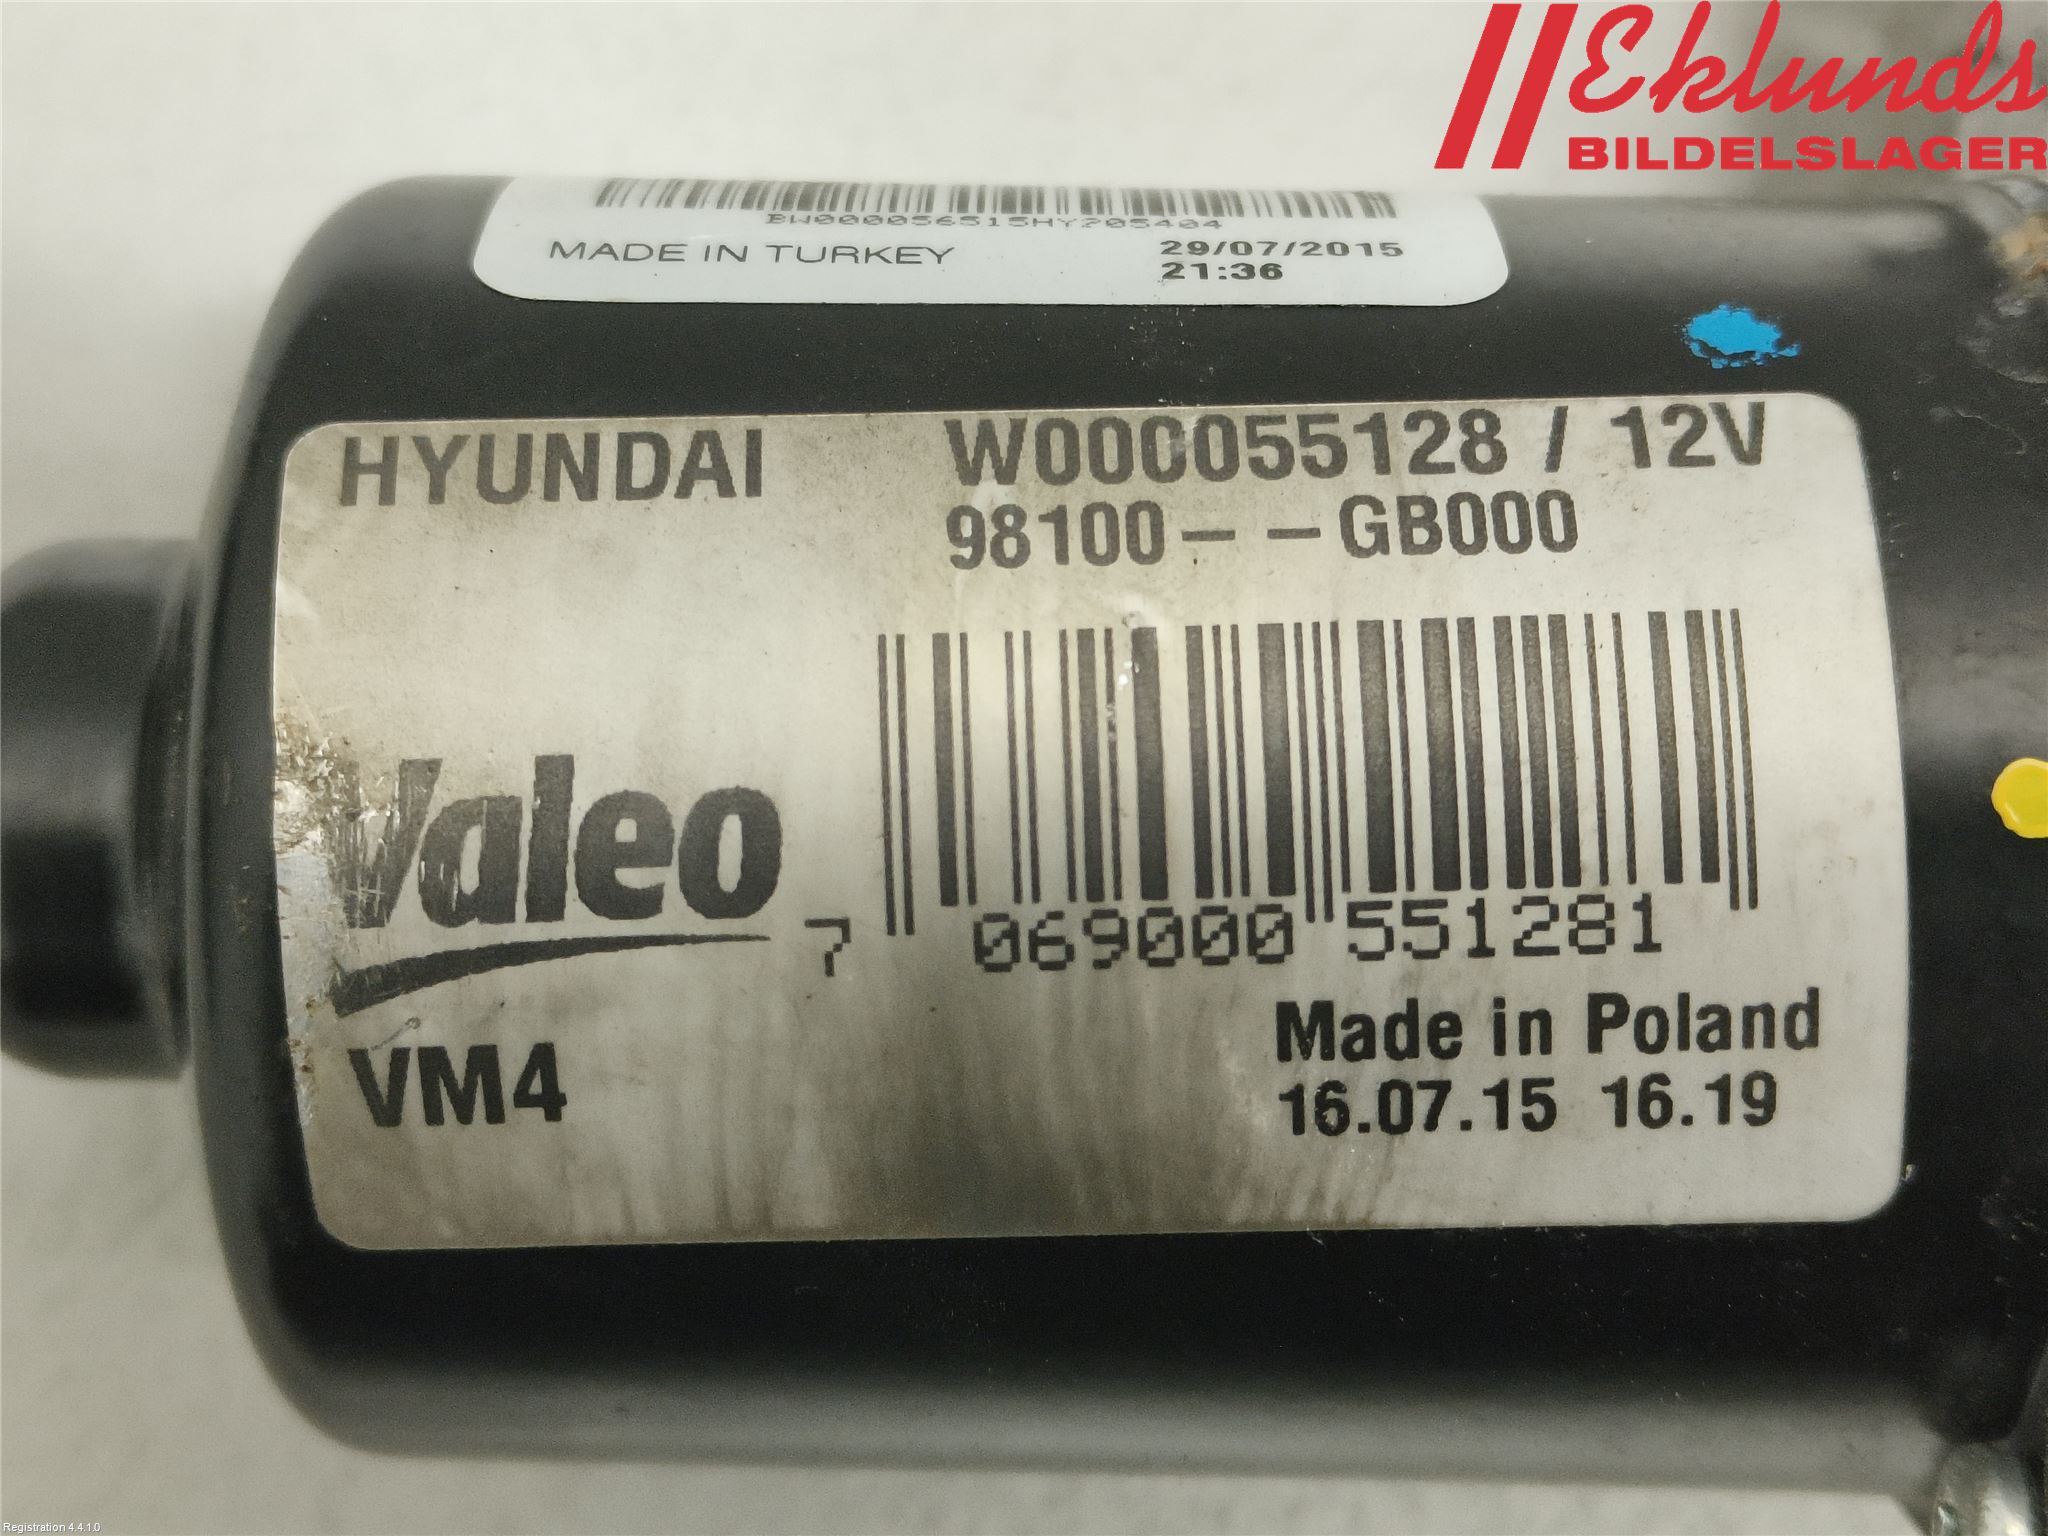 Eklunds
BILDELSLAGER
BW000056515HY205404
MADE IN TURKEY
29/07/2015
21:36
HYUNDAI
W000055128 / 12V
98100--GB000
Valeo
7 069000 551281
VM4
Made in Poland
16.07.15 16.19
Registration 4.4.1.0